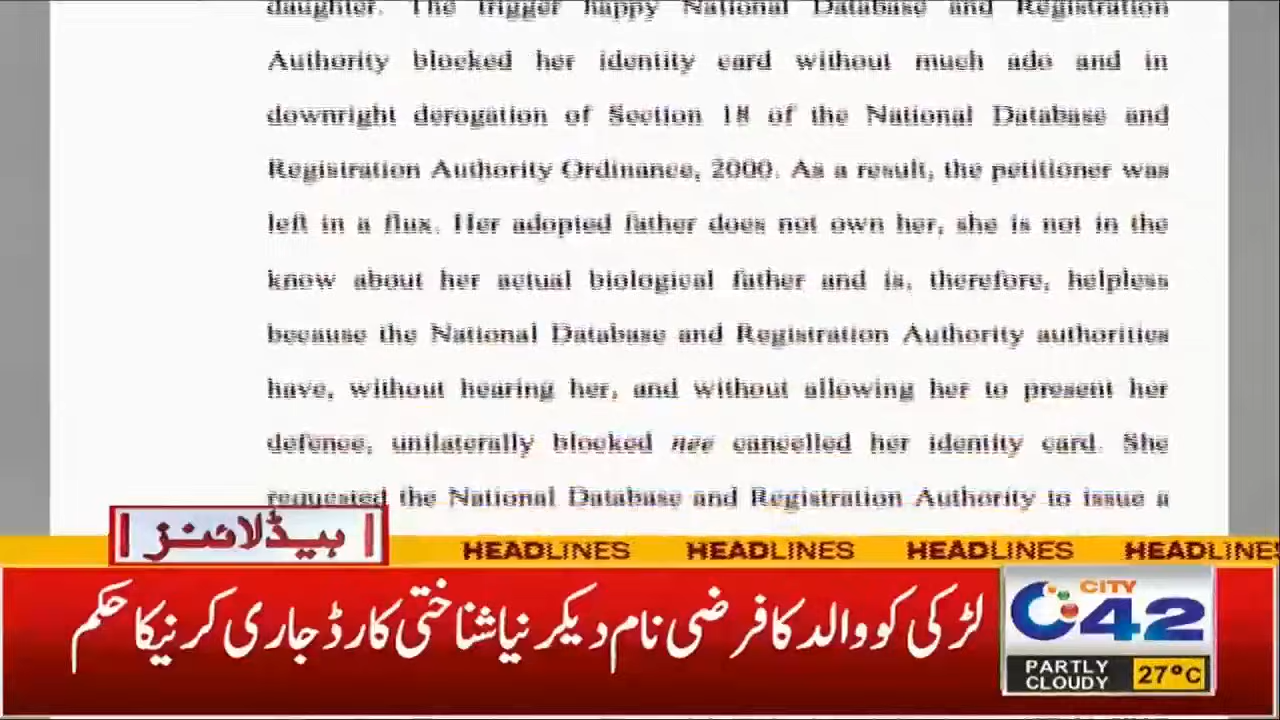 daughter. The trigger happy National Database and Registration
Authority blocked her identity card without much ado and in
downright derogation of Section 18 of the National Database and
Registration Authority Ordinance, 2000. As a result, the petitioner was
left in a flux. Her adopted father does not own her, she is not in the
know about her actual biological father and is, therefore, helpless
because the National Database and Registration Authority authorities
have, without hearing her, and without allowing her to present her
defence, unilaterally blocked nee cancelled her identity card. She
requested the National Database and Registration Authority to issue a
ہیڈلائنز
HEADLINES HEADLINES HEADLINES HEADLINES
لڑکی کو والد کا فرضی نام دیکر نیا شناختی کارڈ جاری کرنیکا حکم
CITY
42
PARTLY
CLOUDY
27°C